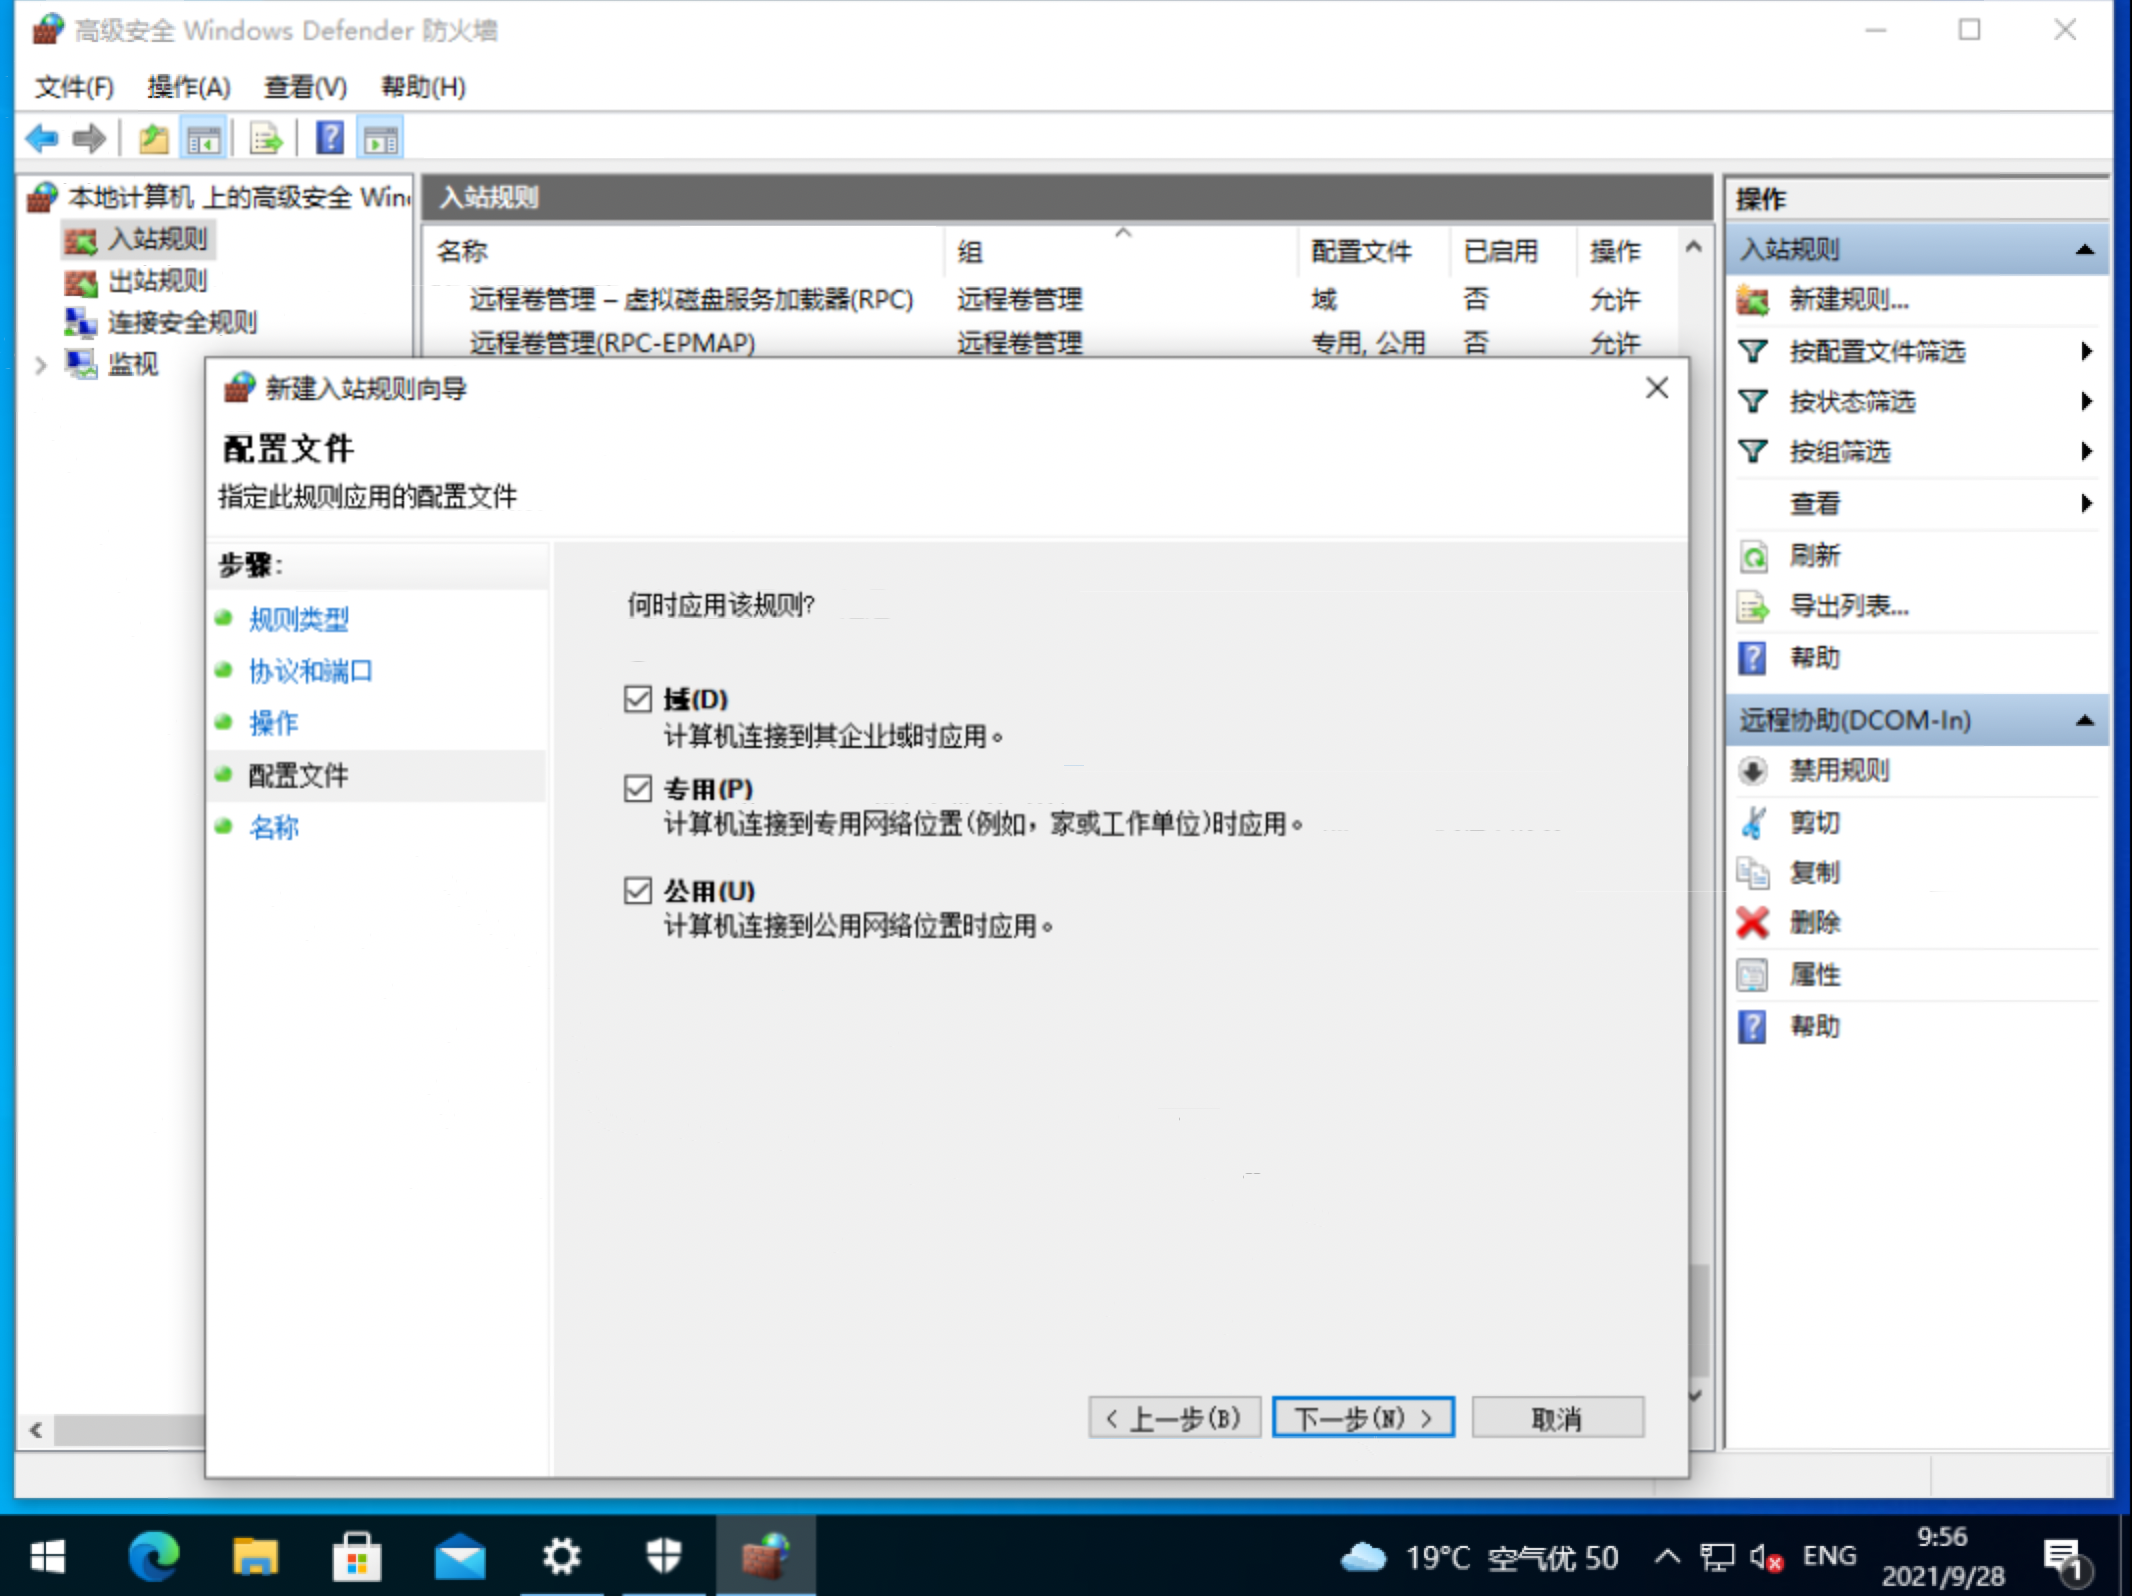 高级安全 Windows Defender 防火墙
文件(F) 操作(A) 查看(V) 帮助(H)
本地计算机 上的高级安全 Win
入站规则
出站规则
连接安全规则
监视
入站规则
名称 组 配置文件 已启用 操作
远程卷管理 – 虚拟磁盘服务加载器(RPC) 远程卷管理 域 否 允许
远程卷管理(RPC-EPMAP) 远程卷管理 专用, 公用 否 允许
新建入站规则向导
配置文件
指定此规则应用的配置文件
步骤:
规则类型
协议和端口
操作
配置文件
名称
何时应用该规则?
域(D)
计算机连接到其企业域时应用。
专用(P)
计算机连接到专用网络位置(例如，家或工作单位)时应用。
公用(U)
计算机连接到公用网络位置时应用。
< 上一步(B) 下一步(N) > 取消
操作
入站规则
新建规则...
按配置文件筛选
按状态筛选
按组筛选
查看
刷新
导出列表...
帮助
远程协助(DCOM-In)
禁用规则
剪切
复制
删除
属性
帮助
19°C 空气优 50 ENG 9:56
2021/9/28
1